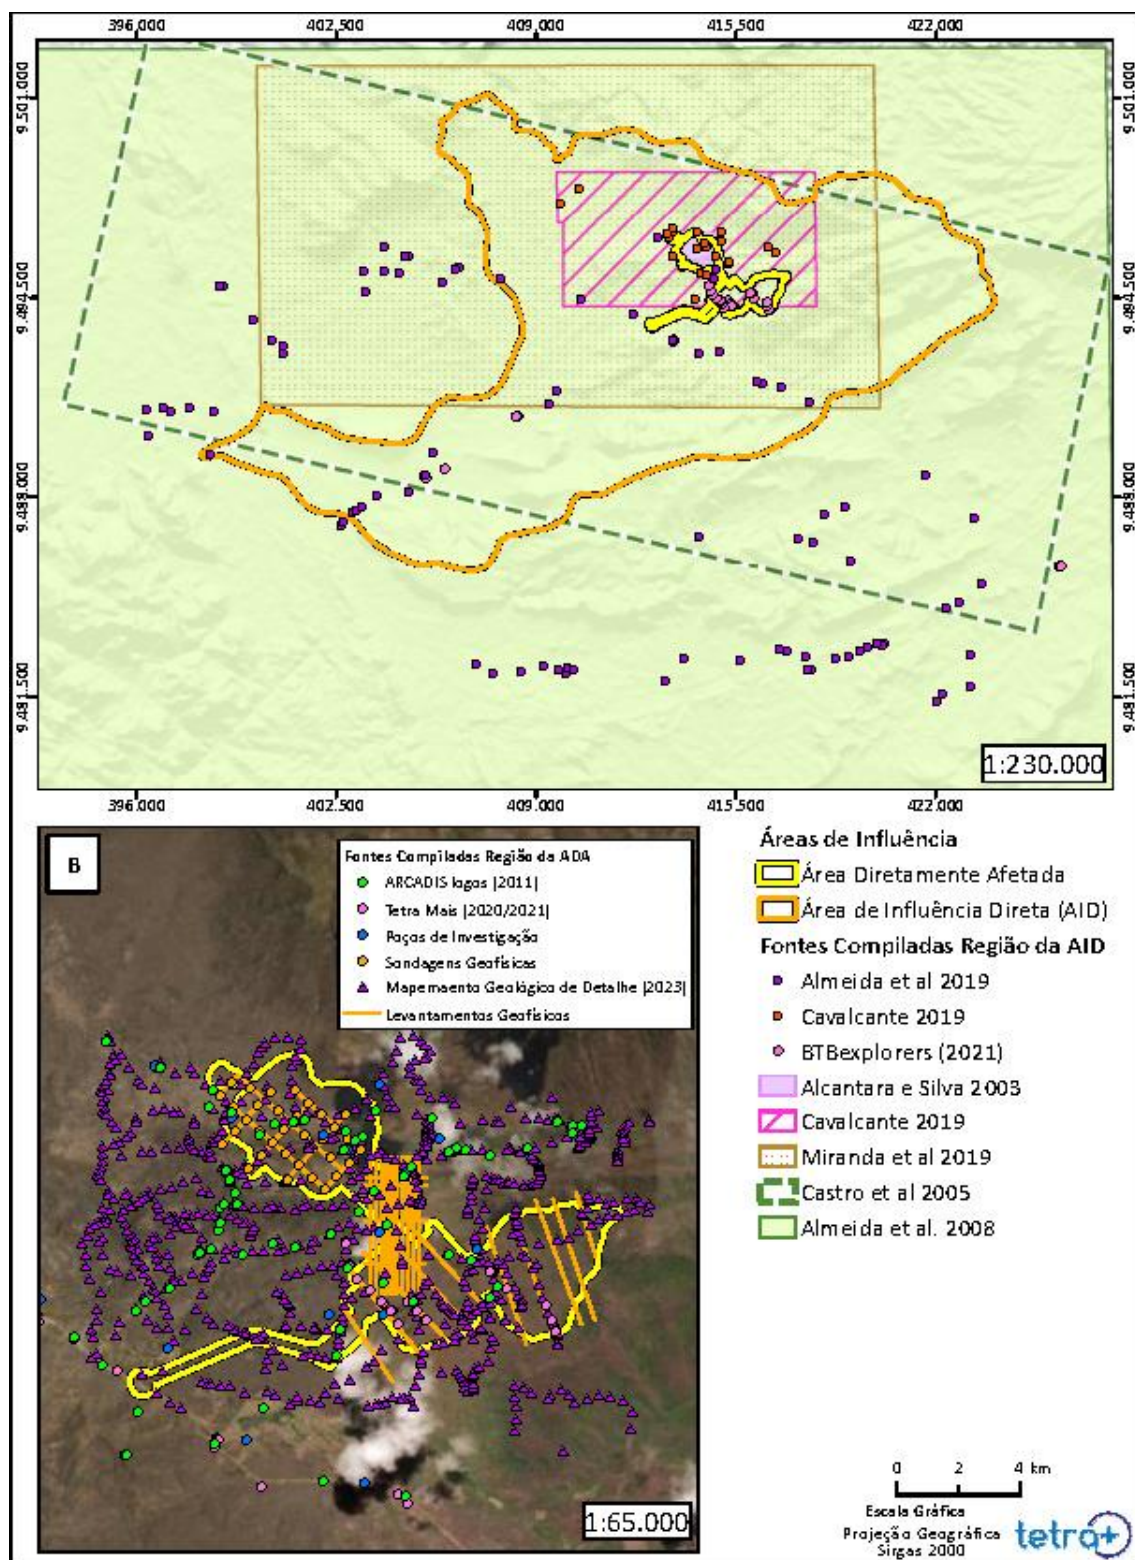 396.000 402.500 409.000 415.500 422.000
9.501.000 9.501.000
9.494.500 9.494.500
9.488.000 9.488.000
9.481.500 9.481.500
1:230.000
396.000 402.500 409.000 415.500 422.000
B
Fontes Compiladas Região da ADA
ARCADIS logos |2011|
Tetra Mais |2020/2021|
Poços de Investigação
Sondagens Geofísicas
Mapemaento Geológico de Detalhe |2023|
Levantamentos Geofísicos
1:65.000
Áreas de Influência
Área Diretamente Afetada
Área de Influência Direta (AID)
Fontes Compiladas Região da AID
Almeida et al 2019
Cavalcante 2019
BTBexplorers (2021)
Alcantara e Silva 2003
Cavalcante 2019
Miranda et al 2019
Castro et al 2005
Almeida et al. 2008
0 2 4 km
Escala Gráfica
Projeção Geográfica
Sirgas 2000
tetra+